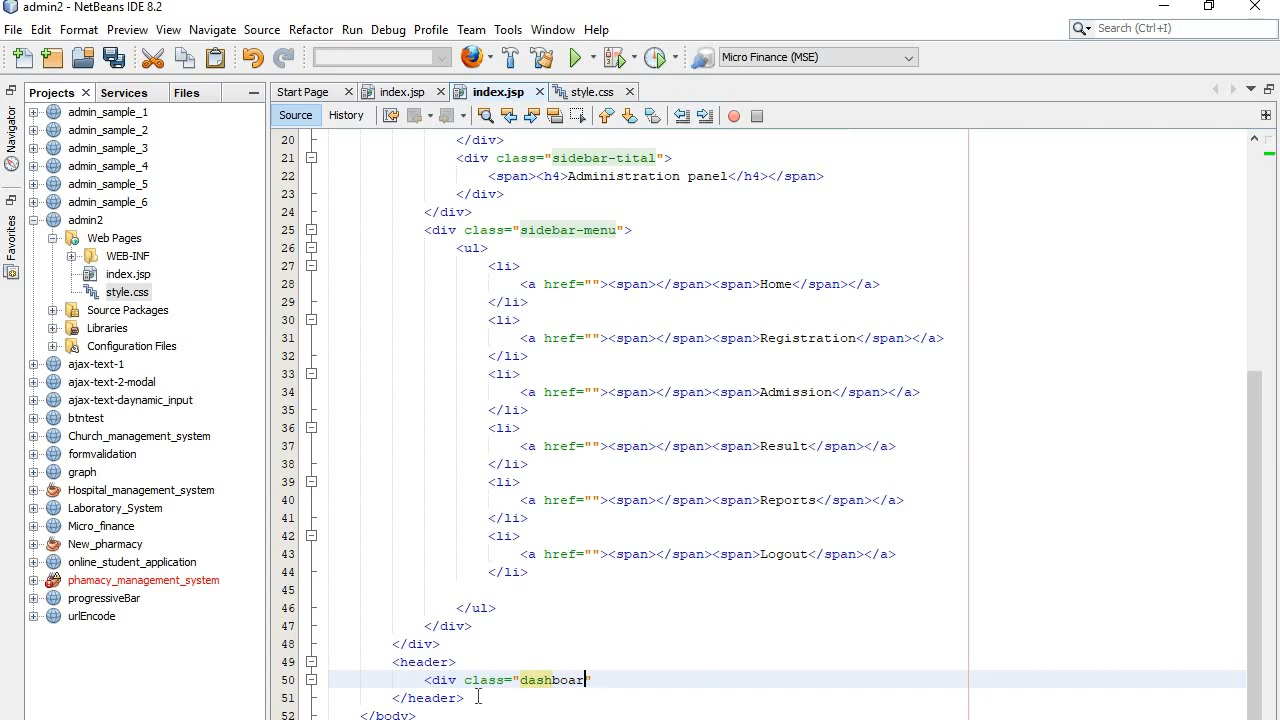 admin2 - NetBeans IDE 8.2
File Edit View Navigate Source Refactor Run Debug Profile Team Tools Window Help
Format Preview
Search (Ctrl+I)
Micro Finance (MSE)
Projects Services Files
Start Page index.jsp index.jsp style.css
Source History
Navigator
Favorites
admin_sample_1
admin_sample_2
admin_sample_3
admin_sample_4
admin_sample_5
admin_sample_6
admin2
Web Pages
WEB-INF
index.jsp
style.css
Source Packages
Libraries
Configuration Files
ajax-text-1
ajax-text-2-modal
ajax-text-daynamic_input
btntest
Church_management_system
formvalidation
graph
Hospital_management_system
Laboratory_System
Micro_finance
New_pharmacy
online_student_application
phamacy_management_system
progressiveBar
urlEncode
20 </div>
21 <div class="sidebar-tital">
22 <span><h4>Administration panel</h4></span>
23 </div>
24 </div>
25 <div class="sidebar-menu">
26 <ul>
27 <li>
28 <a href=""><span></span><span>Home</span></a>
29 </li>
30 <li>
31 <a href=""><span></span><span>Registration</span></a>
32 </li>
33 <li>
34 <a href=""><span></span><span>Admission</span></a>
35 </li>
36 <li>
37 <a href=""><span></span><span>Result</span></a>
38 </li>
39 <li>
40 <a href=""><span></span><span>Reports</span></a>
41 </li>
42 <li>
43 <a href=""><span></span><span>Logout</span></a>
44 </li>
45
46 </ul>
47 </div>
48 </div>
49 <header>
50 <div class="dashboar"
51 </header>
52 </body>